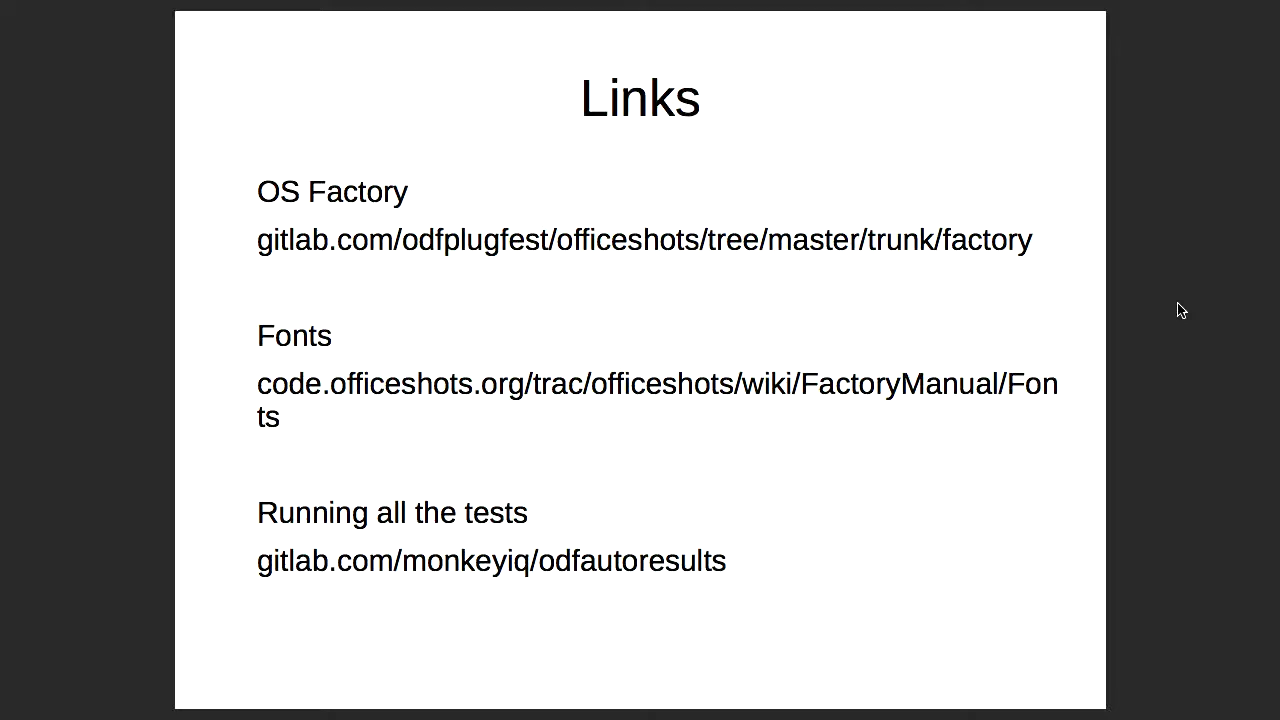 Links
OS Factory
gitlab.com/odfplugfest/officeshots/tree/master/trunk/factory
Fonts
code.officeshots.org/trac/officeshots/wiki/FactoryManual/Fon
ts
Running all the tests
gitlab.com/monkeyiq/odfautoresults